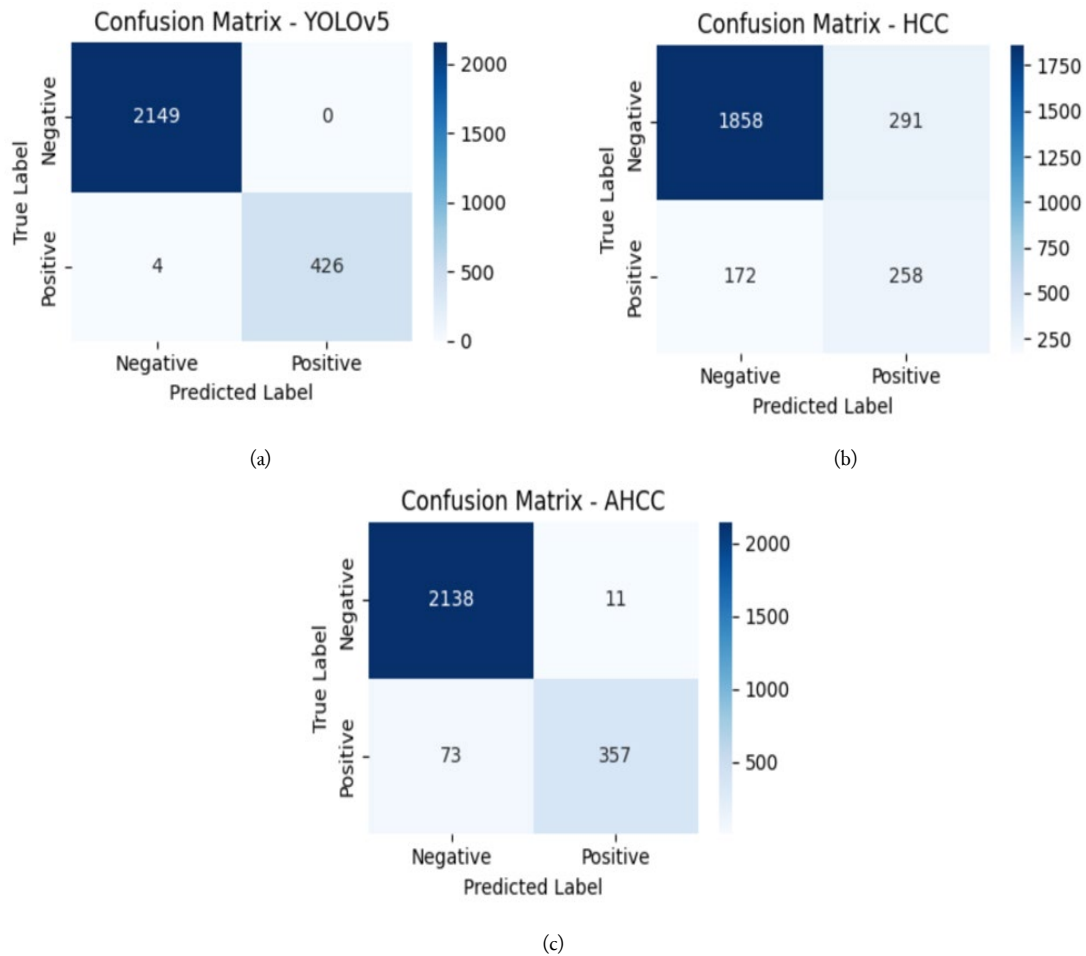 Confusion Matrix - YOLOv5
True Label
Negative
Positive
2149
0
4
426
Negative
Positive
Predicted Label
2000
1500
1000
500
0
(a)
Confusion Matrix - HCC
True Label
Negative
Positive
1858
291
172
258
Negative
Positive
Predicted Label
1750
1500
1250
1000
750
500
250
(b)
Confusion Matrix - AHCC
True Label
Negative
Positive
2138
11
73
357
Negative
Positive
Predicted Label
2000
1500
1000
500
(c)